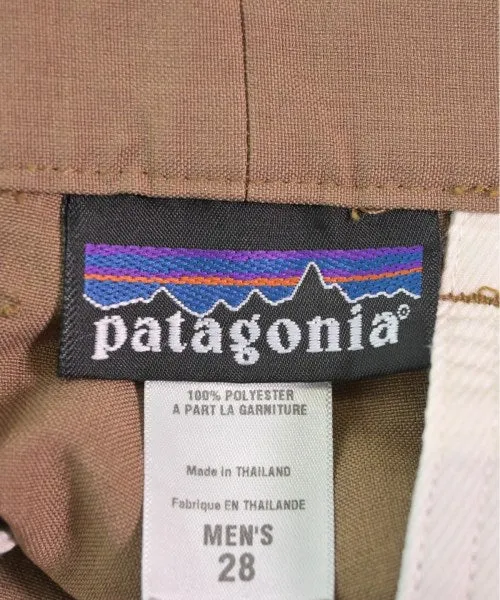 patagonia®
100% POLYESTER
A PART LA GARNITURE
Made in THAILAND
Fabrique EN THAILANDE
MEN'S
28